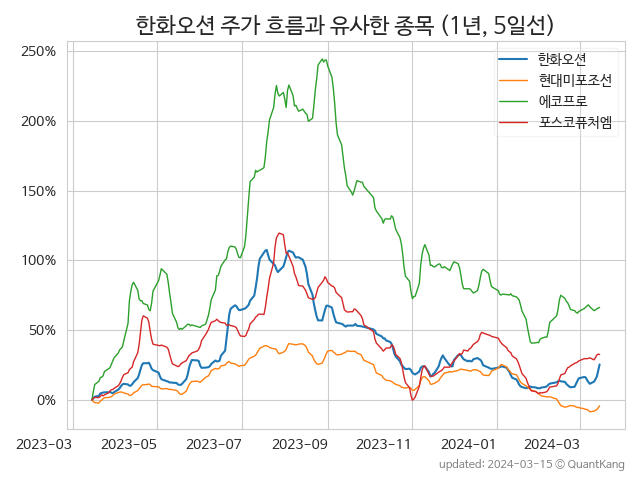 한화오션 주가 흐름과 유사한 종목 (1년, 5일선)
250%
200%
150%
100%
50%
0%
한화오션
현대미포조선
에코프로
포스코퓨처엠
2023-03 2023-05 2023-07 2023-09 2023-11 2024-01 2024-03
updated: 2024-03-15 © QuantKang